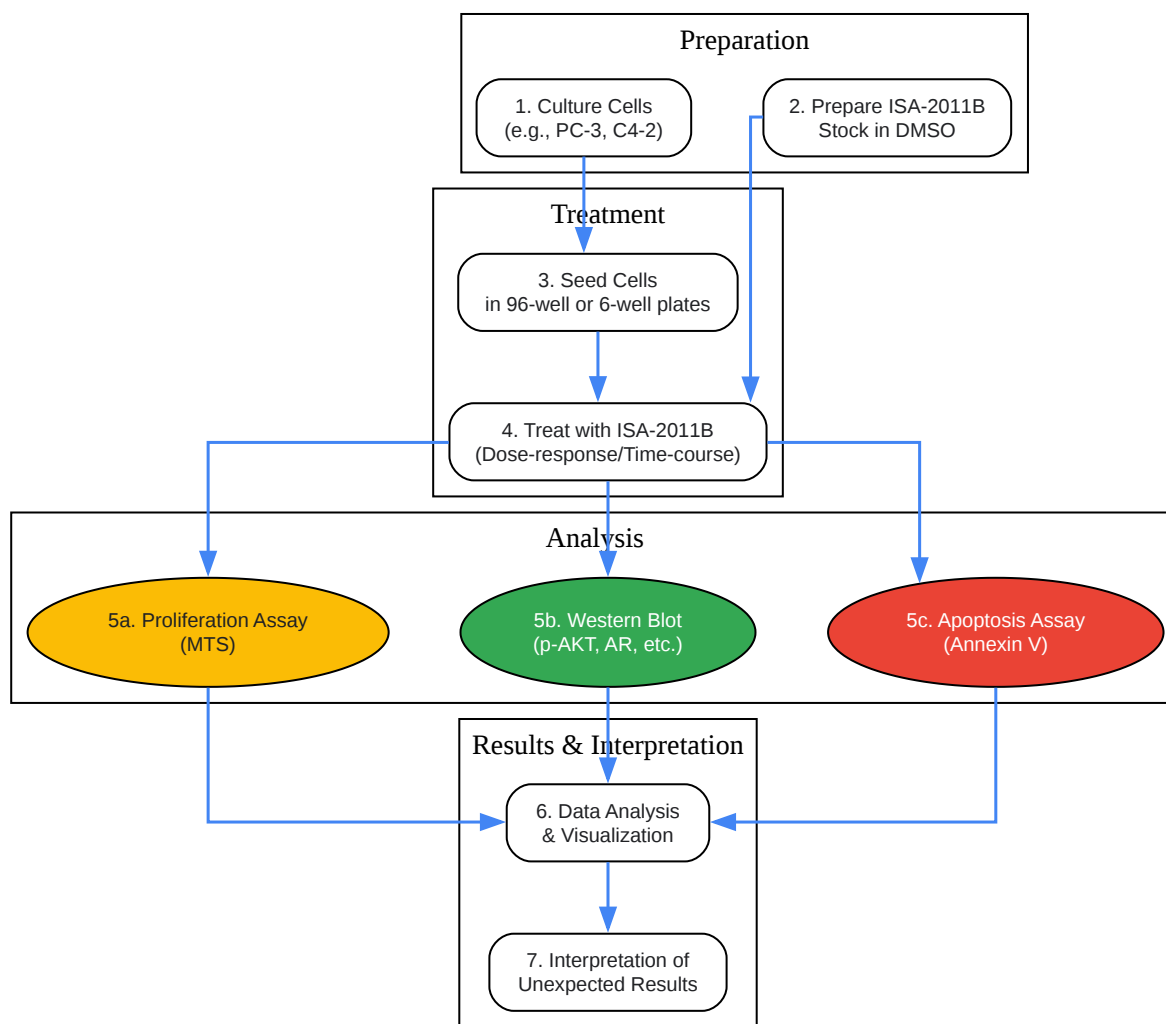 Preparation
1. Culture Cells
(e.g., PC-3, C4-2)
2. Prepare ISA-2011B
Stock in DMSO
Treatment
3. Seed Cells
in 96-well or 6-well plates
4. Treat with ISA-2011B
(Dose-response/Time-course)
Analysis
5a. Proliferation Assay
(MTS)
5b. Western Blot
(p-AKT, AR, etc.)
5c. Apoptosis Assay
(Annexin V)
Results & Interpretation
6. Data Analysis
& Visualization
7. Interpretation of
Unexpected Results